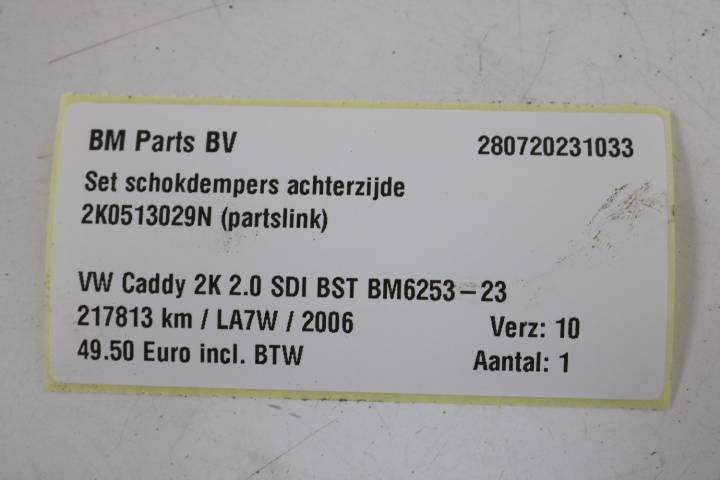 BM Parts BV 280720231033
Set schokdempers achterzijde
2K0513029N (partslink)
VW Caddy 2K 2.0 SDI BST BM6253-23
217813 km / LA7W / 2006 Verz: 10
49.50 Euro incl. BTW Aantal: 1